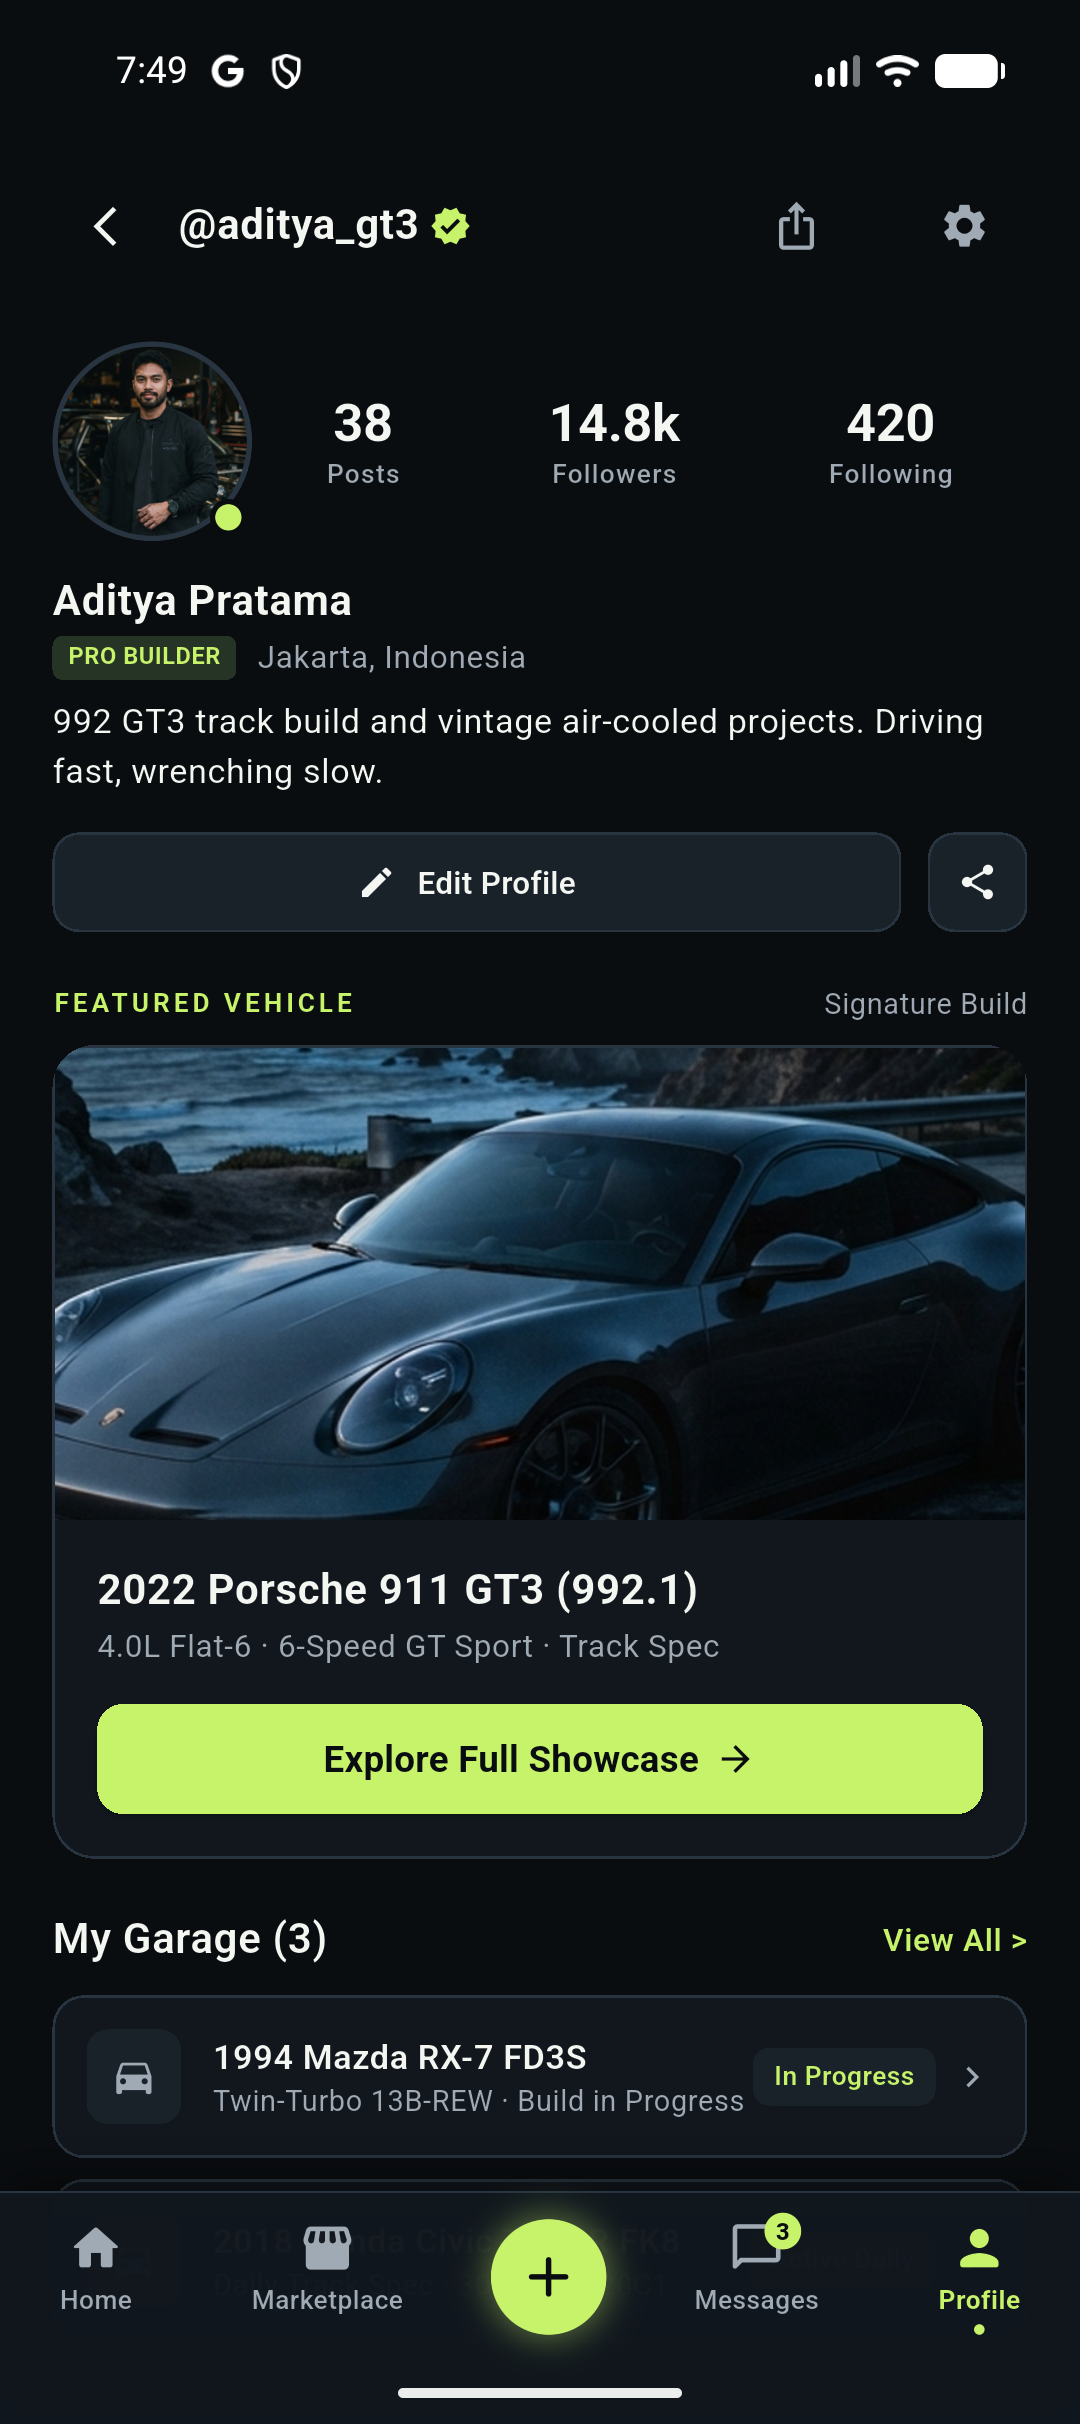 7:49
@aditya_gt3
38
Posts
14.8k
Followers
420
Following
Aditya Pratama
PRO BUILDER
Jakarta, Indonesia
992 GT3 track build and vintage air-cooled projects. Driving
fast, wrenching slow.
Edit Profile
FEATURED VEHICLE
Signature Build
2022 Porsche 911 GT3 (992.1)
4.0L Flat-6 · 6-Speed GT Sport · Track Spec
Explore Full Showcase →
My Garage (3)
View All >
1994 Mazda RX-7 FD3S
Twin-Turbo 13B-REW · Build in Progress
In Progress
2018
Civic
FK8
3
Home
Marketplace
Messages
Profile